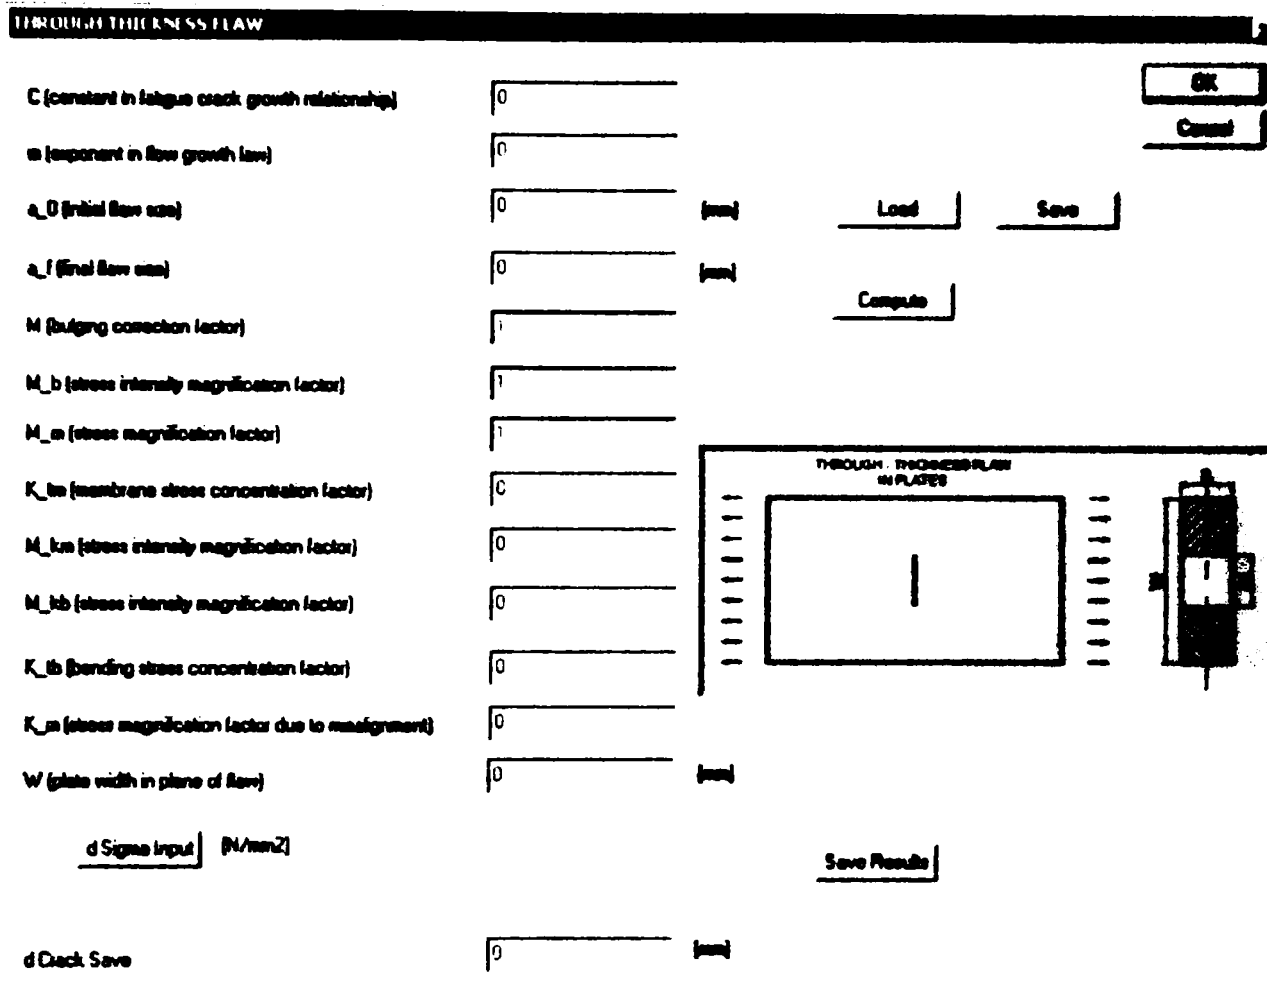 THROUGH THICKNESS FLAW
OK
C (constant in fatigue crack growth relationship) 0
Cancel
m (exponent in flow growth law) 0
a_0 (initial flaw size) 0 [mm] Load Save
a_f (final flaw size) 0 [mm]
Compute
M (bulging correction factor) 1
M_b (stress intensity magnification factor) 1
M_m (stress magnification factor) 1
THROUGH - THICKNESS FLAW
IN PLATES
K_tm (membrane stress concentration factor) 0
M_km (stress intensity magnification factor) 0
M_kb (stress intensity magnification factor) 0
K_tb (bending stress concentration factor) 0
K_m (stress magnification factor due to misalignment) 0
W (plate width in plane of flaw) 0 [mm]
d Sigma Input [N/mm2]
Save Results
d Crack Save 0 [mm]